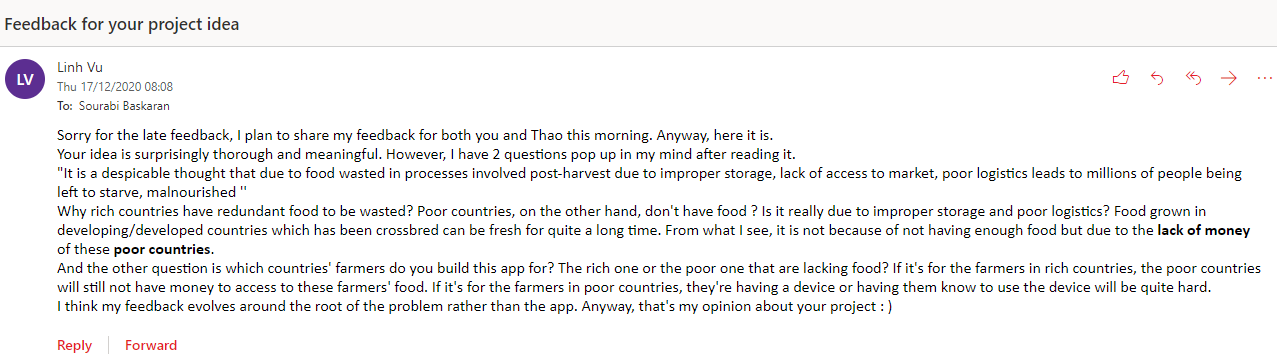 Feedback for your project idea
LV
Linh Vu
Thu 17/12/2020 08:08
To: Sourabi Baskaran
Sorry for the late feedback, I plan to share my feedback for both you and Thao this morning. Anyway, here it is.
Your idea is surprisingly thorough and meaningful. However, I have 2 questions pop up in my mind after reading it.
"It is a despicable thought that due to food wasted in processes involved post-harvest due to improper storage, lack of access to market, poor logistics leads to millions of people being
left to starve, malnourished "
Why rich countries have redundant food to be wasted? Poor countries, on the other hand, don't have food ? Is it really due to improper storage and poor logistics? Food grown in
developing/developed countries which has been crossbred can be fresh for quite a long time. From what I see, it is not because of not having enough food but due to the lack of money
of these poor countries.
And the other question is which countries' farmers do you build this app for? The rich one or the poor one that are lacking food? If it's for the farmers in rich countries, the poor countries
will still not have money to access to these farmers' food. If it's for the farmers in poor countries, they're having a device or having them know to use the device will be quite hard.
I think my feedback evolves around the root of the problem rather than the app. Anyway, that's my opinion about your project : )
Reply Forward